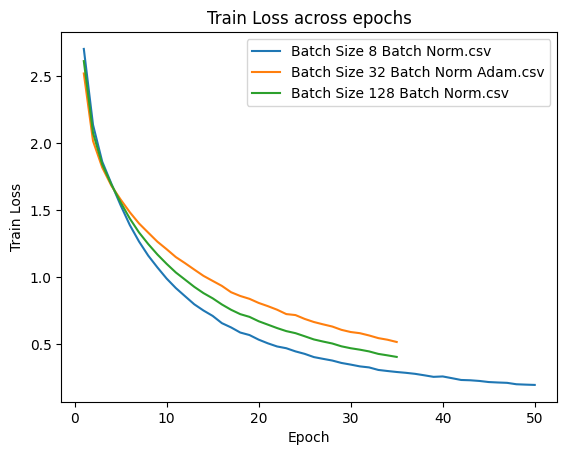 Train Loss across epochs
Batch Size 8 Batch Norm.csv
Batch Size 32 Batch Norm Adam.csv
Batch Size 128 Batch Norm.csv
2.5
2.0
1.5
1.0
0.5
Train Loss
0 10 20 30 40 50
Epoch